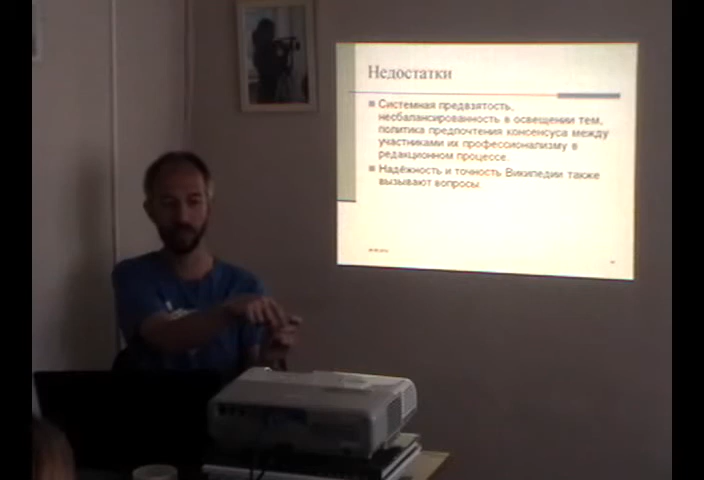 Недостатки
Системная предвзятость,
несбалансированность в освещении тем,
политика предпочтения консенсуса между
участниками их профессионализму в
редакционном процессе.
Надёжность и точность Википедии также
вызывают вопросы.